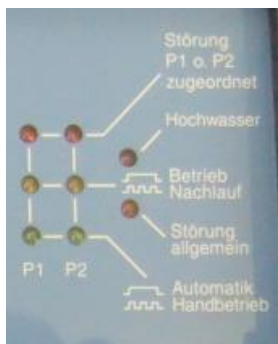 Störung
P1 o. P2
zugeordnet
Hochwasser
Betrieb
Nachlauf
Störung
allgemein
P1 P2
Automatik
Handbetrieb